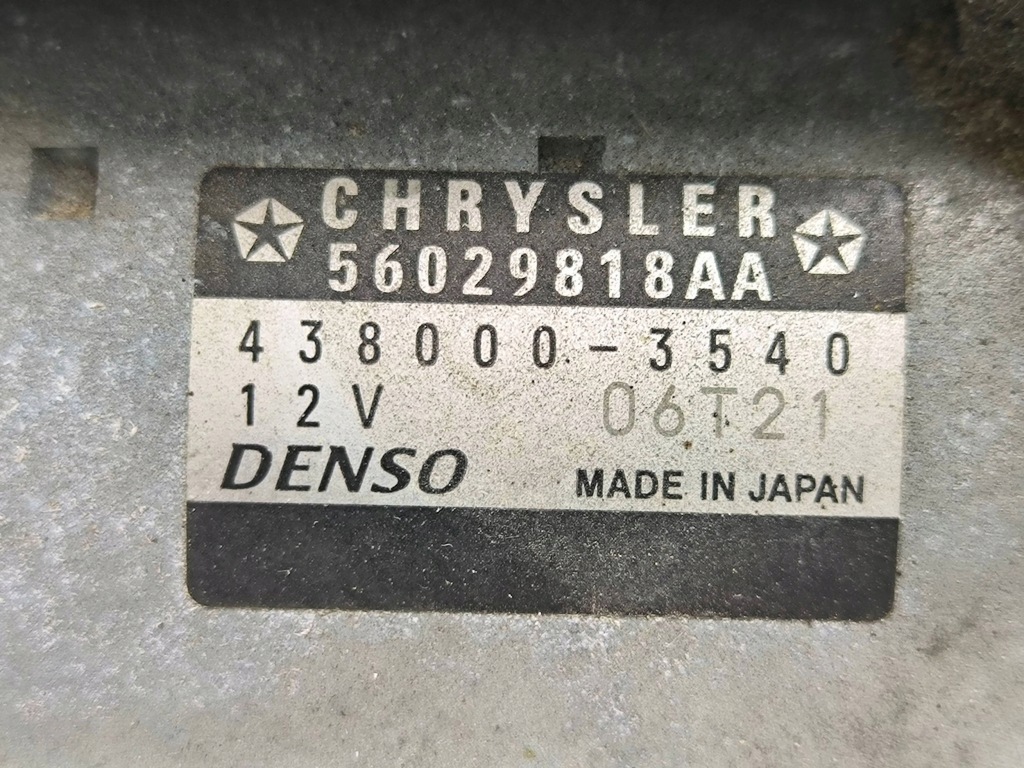 CHRYSLER
56029818AA
438000-3540
12V 06T21
DENSO MADE IN JAPAN